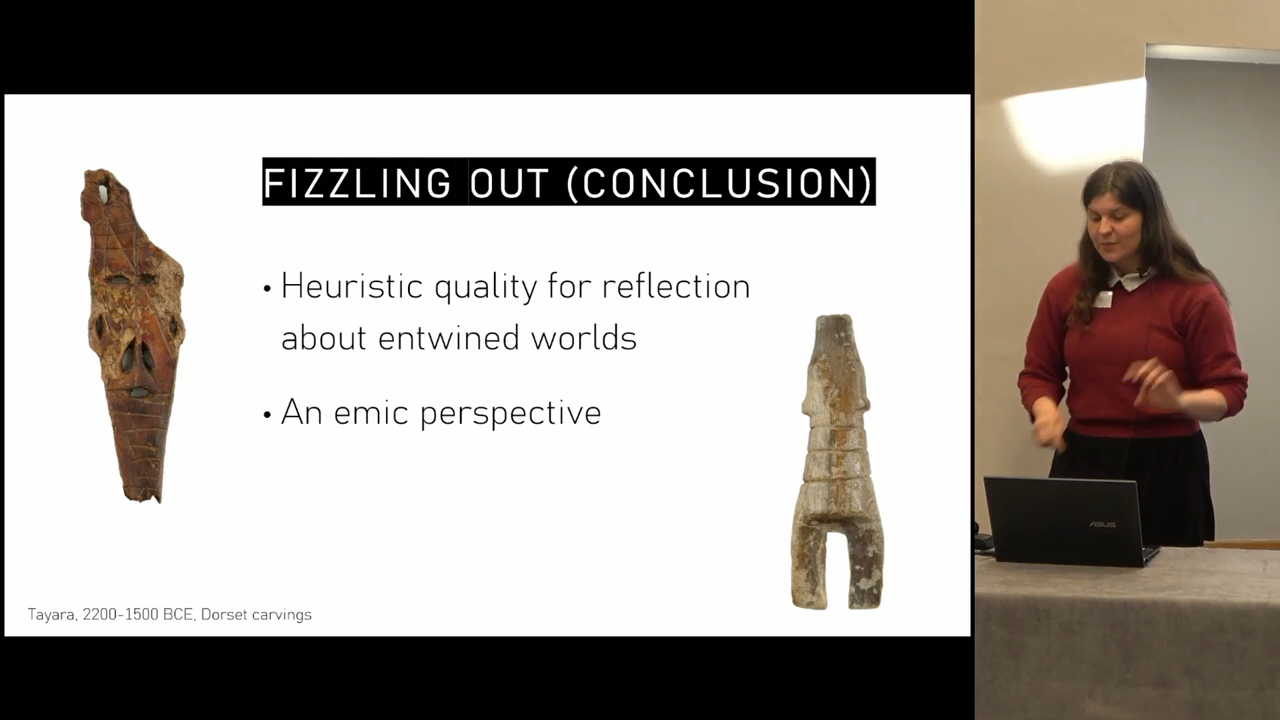 FIZZLING OUT (CONCLUSION)
• Heuristic quality for reflection
about entwined worlds
• An emic perspective
Tayara, 2200-1500 BCE, Dorset carvings
ASUS